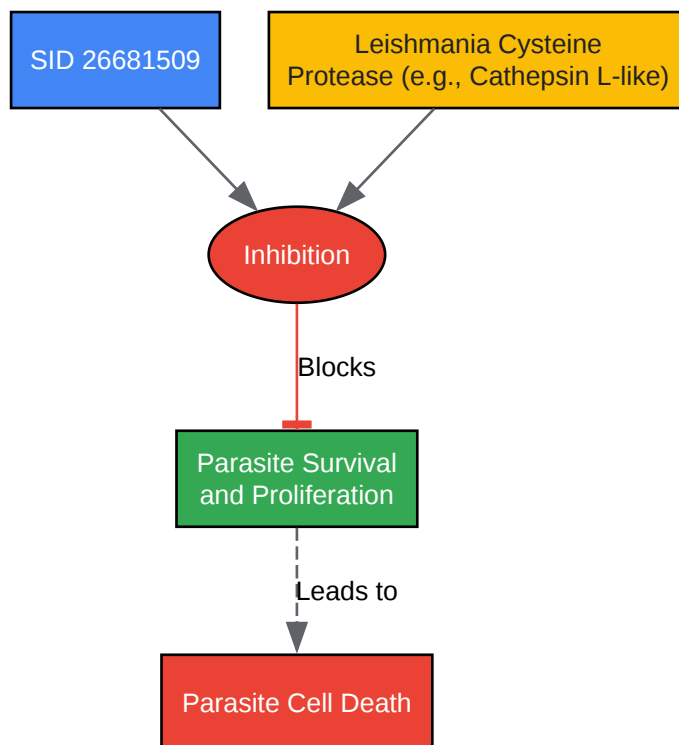 SID 26681509
Leishmania Cysteine
Protease (e.g., Cathepsin L-like)
Inhibition
Blocks
Parasite Survival
and Proliferation
Leads to
Parasite Cell Death